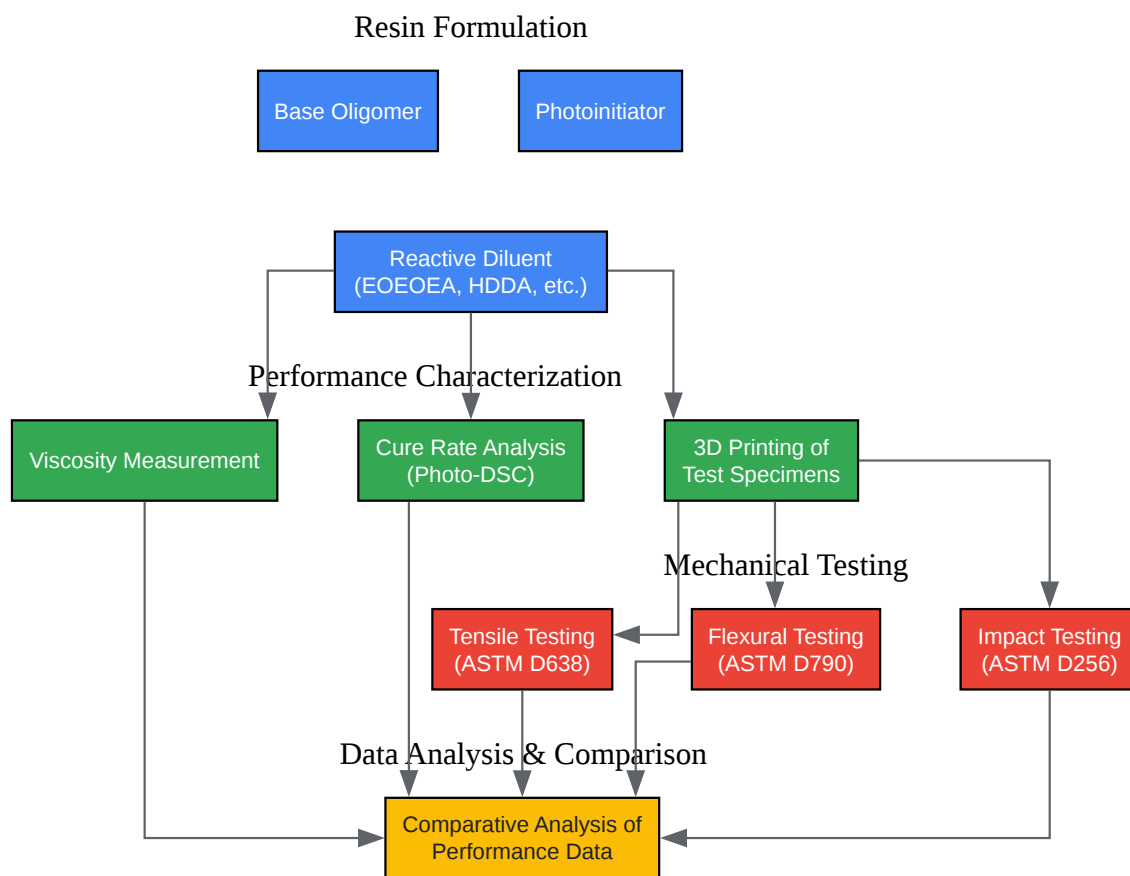 Resin Formulation
Base Oligomer
Photoinitiator
Reactive Diluent
(EOEOEA, HDDA, etc.)
Performance Characterization
Viscosity Measurement
Cure Rate Analysis
(Photo-DSC)
3D Printing of
Test Specimens
Mechanical Testing
Tensile Testing
(ASTM D638)
Flexural Testing
(ASTM D790)
Impact Testing
(ASTM D256)
Data Analysis & Comparison
Comparative Analysis of
Performance Data